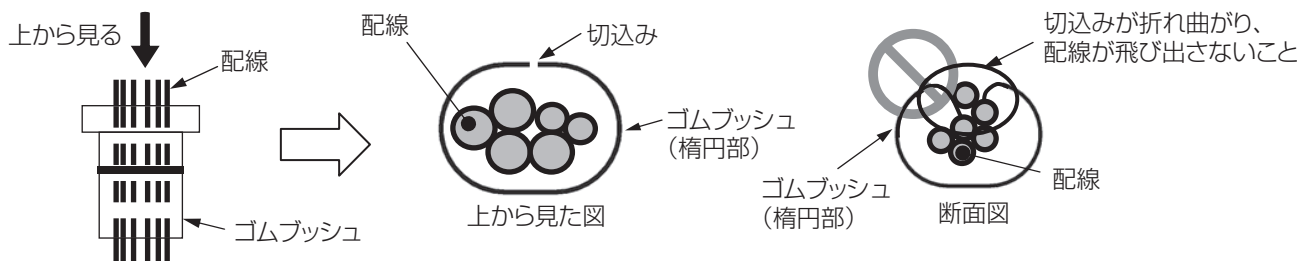 上から見る
配線
ゴムブッシュ
配線
切込み
ゴムブッシュ
（楕円部）
上から見た図
切込みが折れ曲がり、
配線が飛び出さないこと
ゴムブッシュ
（楕円部）
配線
断面図